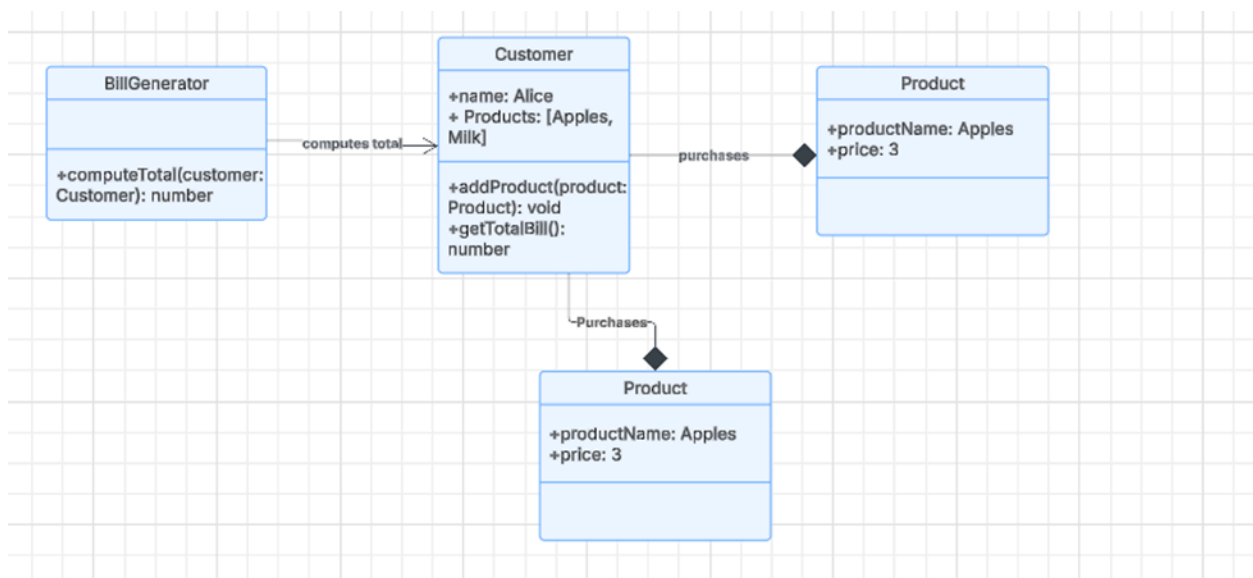 BillGenerator
+computeTotal(customer:
Customer): number
computes total
Customer
+name: Alice
+ Products: [Apples,
Milk]
+addProduct(product:
Product): void
+getTotalBill():
number
purchases
Product
+productName: Apples
+price: 3
Purchases
Product
+productName: Apples
+price: 3